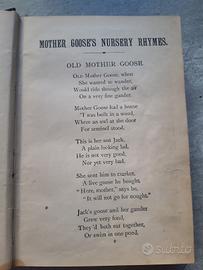 MOTHER GOOSE'S NURSERY RHYMES.
OLD MOTHER GOOSE.
Old Mother Goose, when
She wanted to wander,
Would ride through the air
On a very fine gander.
Mother Goose had a house
'T was built in a wood,
Where an owl at the door
For sentinel stood.
This is her son Jack,
A plain looking lad,
He is not very good,
Nor yet very bad.
She sent him to market,
A live goose he bought,
"Here, mother," says he,
"It will not go for nought."
Jack's goose and her gander
Grew very fond,
They'd both eat together,
Or swim in one pond.
Subito